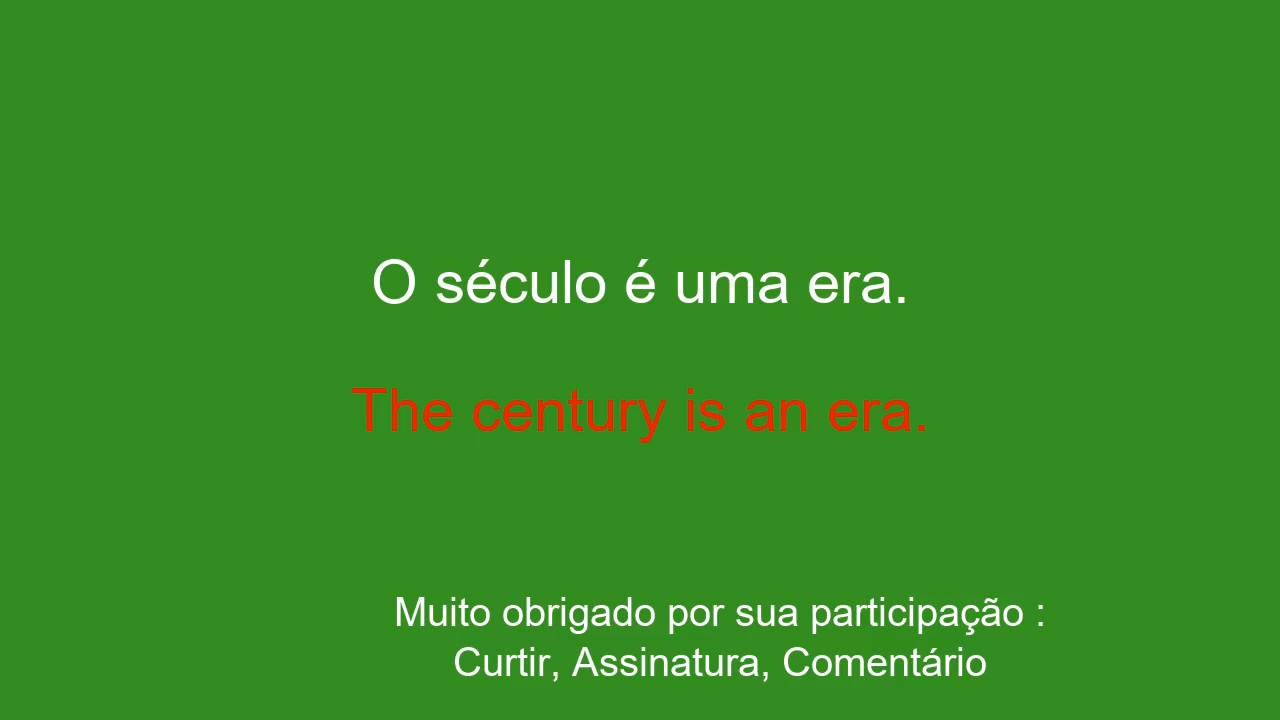 O século é uma era.
The century is an era.
Muito obrigado por sua participação :
Curtir, Assinatura, Comentário